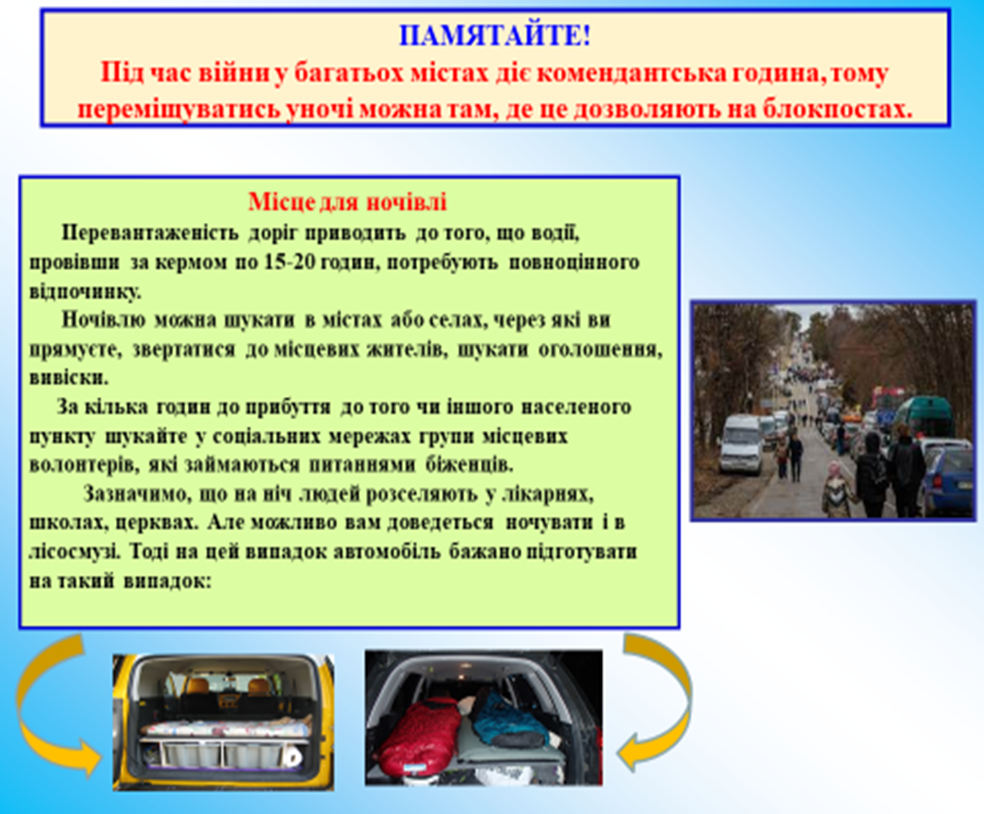 ПАМЯТАЙТЕ!
Під час війни у багатьох містах діє комендантська година, тому
переміщуватись уночі можна там, де це дозволяють на блокпостах.
Місце для ночівлі
Перевантаженість доріг приводить до того, що водії,
провівши за кермом по 15-20 годин, потребують повноцінного
відпочинку.
Ночівлю можна шукати в містах або селах, через які ви
прямуєте, звертатися до місцевих жителів, шукати оголошення,
вивіски.
За кілька годин до прибуття до того чи іншого населеного
пункту шукайте у соціальних мережах групи місцевих
волонтерів, які займаються питаннями біженців.
Зазначимо, що на ніч людей розселяють у лікарнях,
школах, церквах. Але можливо вам доведеться ночувати і в
лісосмузі. Тоді на цей випадок автомобіль бажано підготувати
на такий випадок: